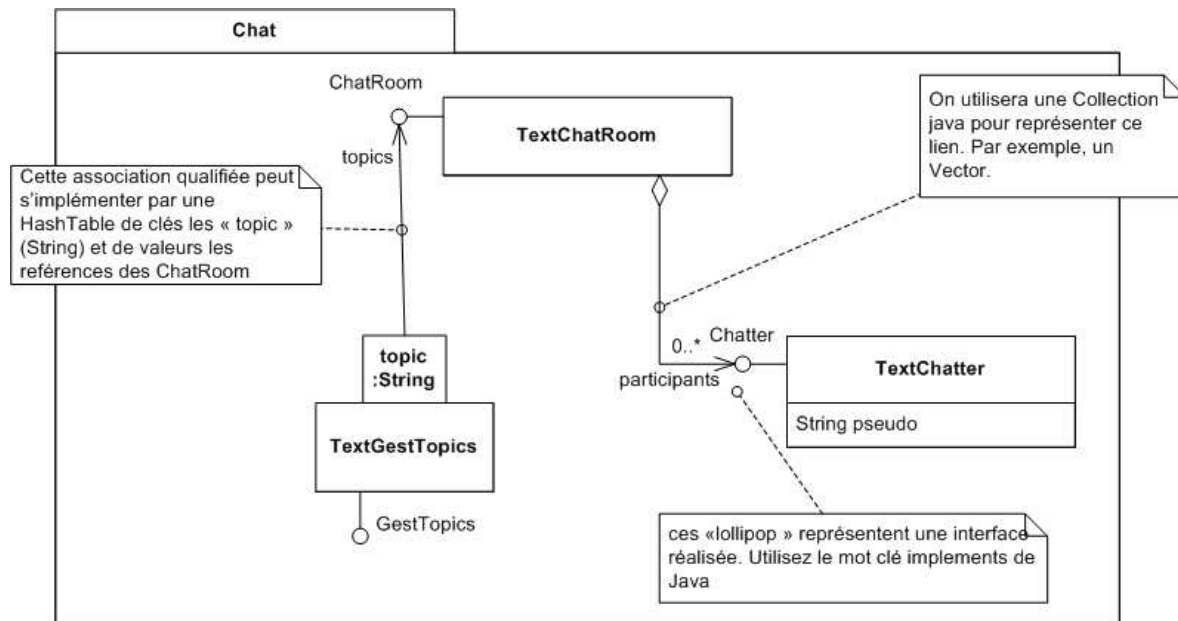 Chat
ChatRoom
TextChatRoom
topics
On utilisera une Collection
java pour représenter ce
lien. Par exemple, un
Vector.
Cette association qualifiée peut
s'implémenter par une
HashTable de clés les « topic »
(String) et de valeurs les
reférences des ChatRoom
topic
:String
TextGestTopics
GestTopics
0..*
Chatter
participants
TextChatter
String pseudo
ces «lollipop » représentent une interface
réalisée. Utilisez le mot clé implements de
Java